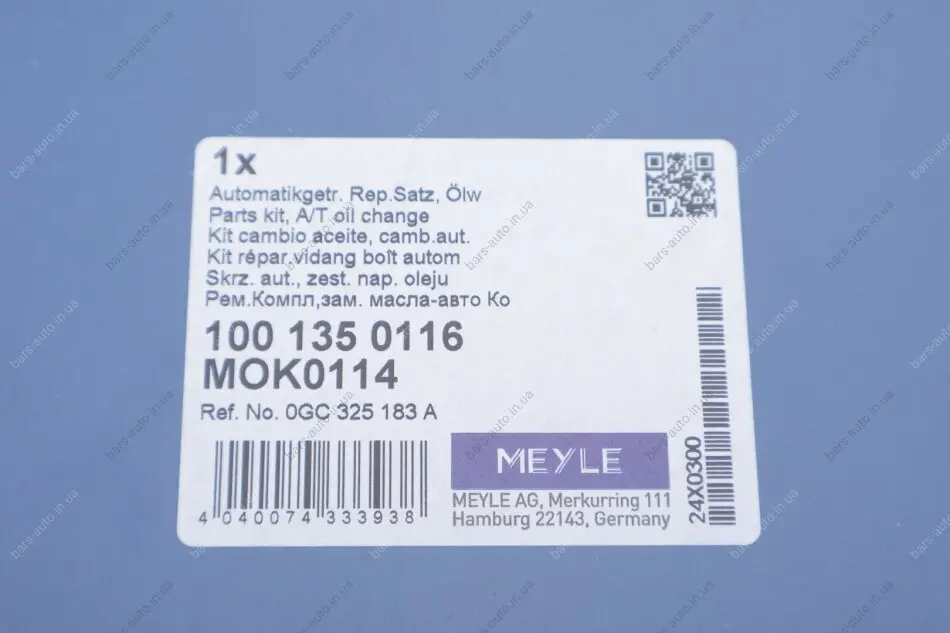 1x
Automatikgetr. Rep.Satz, Ölw
Parts kit, A/T oil change
Kit cambio aceite, camb.aut.
Kit répar.vidang boît autom
Skrz. aut., zest. nap. oleju
Рем.Компл,зам. масла-авто Ко
100 135 0116
MOK0114
Ref. No. 0GC 325 183 A
4 040074 333938
MEYLE
MEYLE AG, Merkurring 111
Hamburg 22143, Germany
24X0300
bars-auto.in.ua